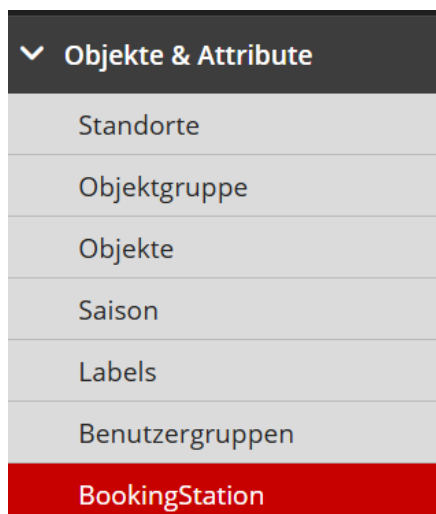 Objekte & Attribute
Standorte
Objektgruppe
Objekte
Saison
Labels
Benutzergruppen
BookingStation